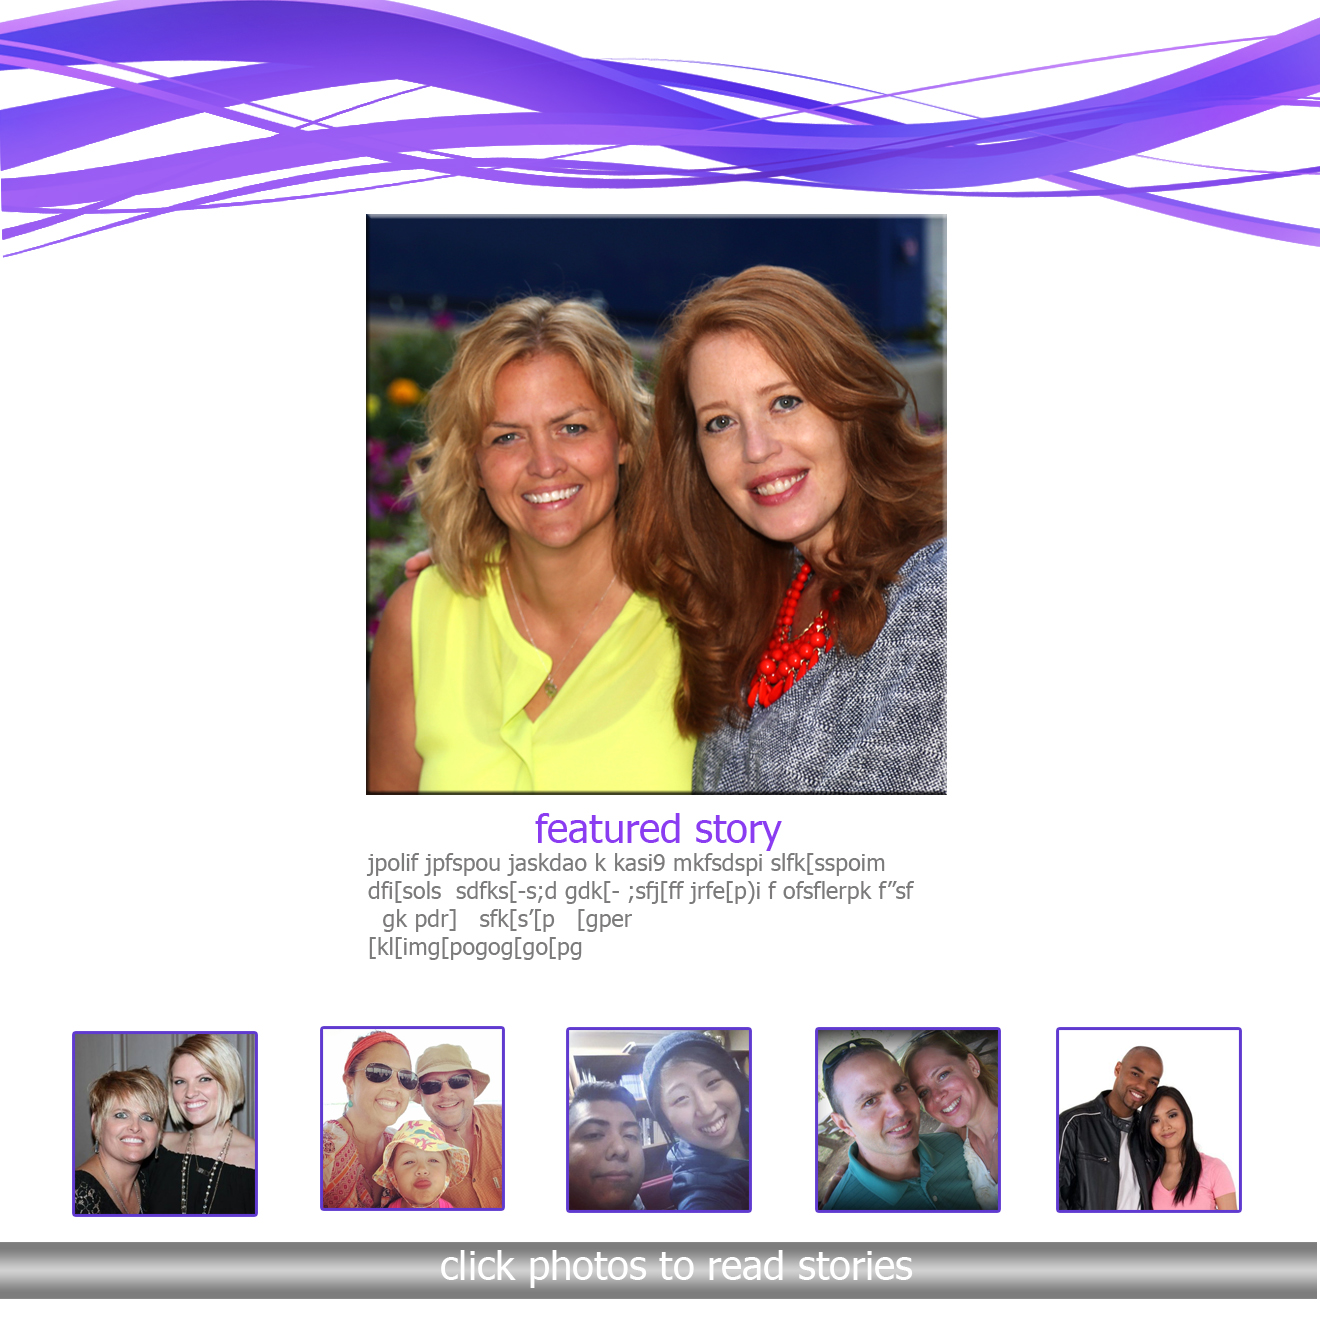 featured story
jpolif jpfspou jaskdao k kasi9 mkfsdspi slfk[sspoim
dfi[sols  sdfks[-s;d gdk[- ;sfj[ff jrfe[p)i f ofsflerpk f”sf
  gk pdr]   sfk[s’[p   [gper
[kl[img[pogog[go[pg
click photos to read stories